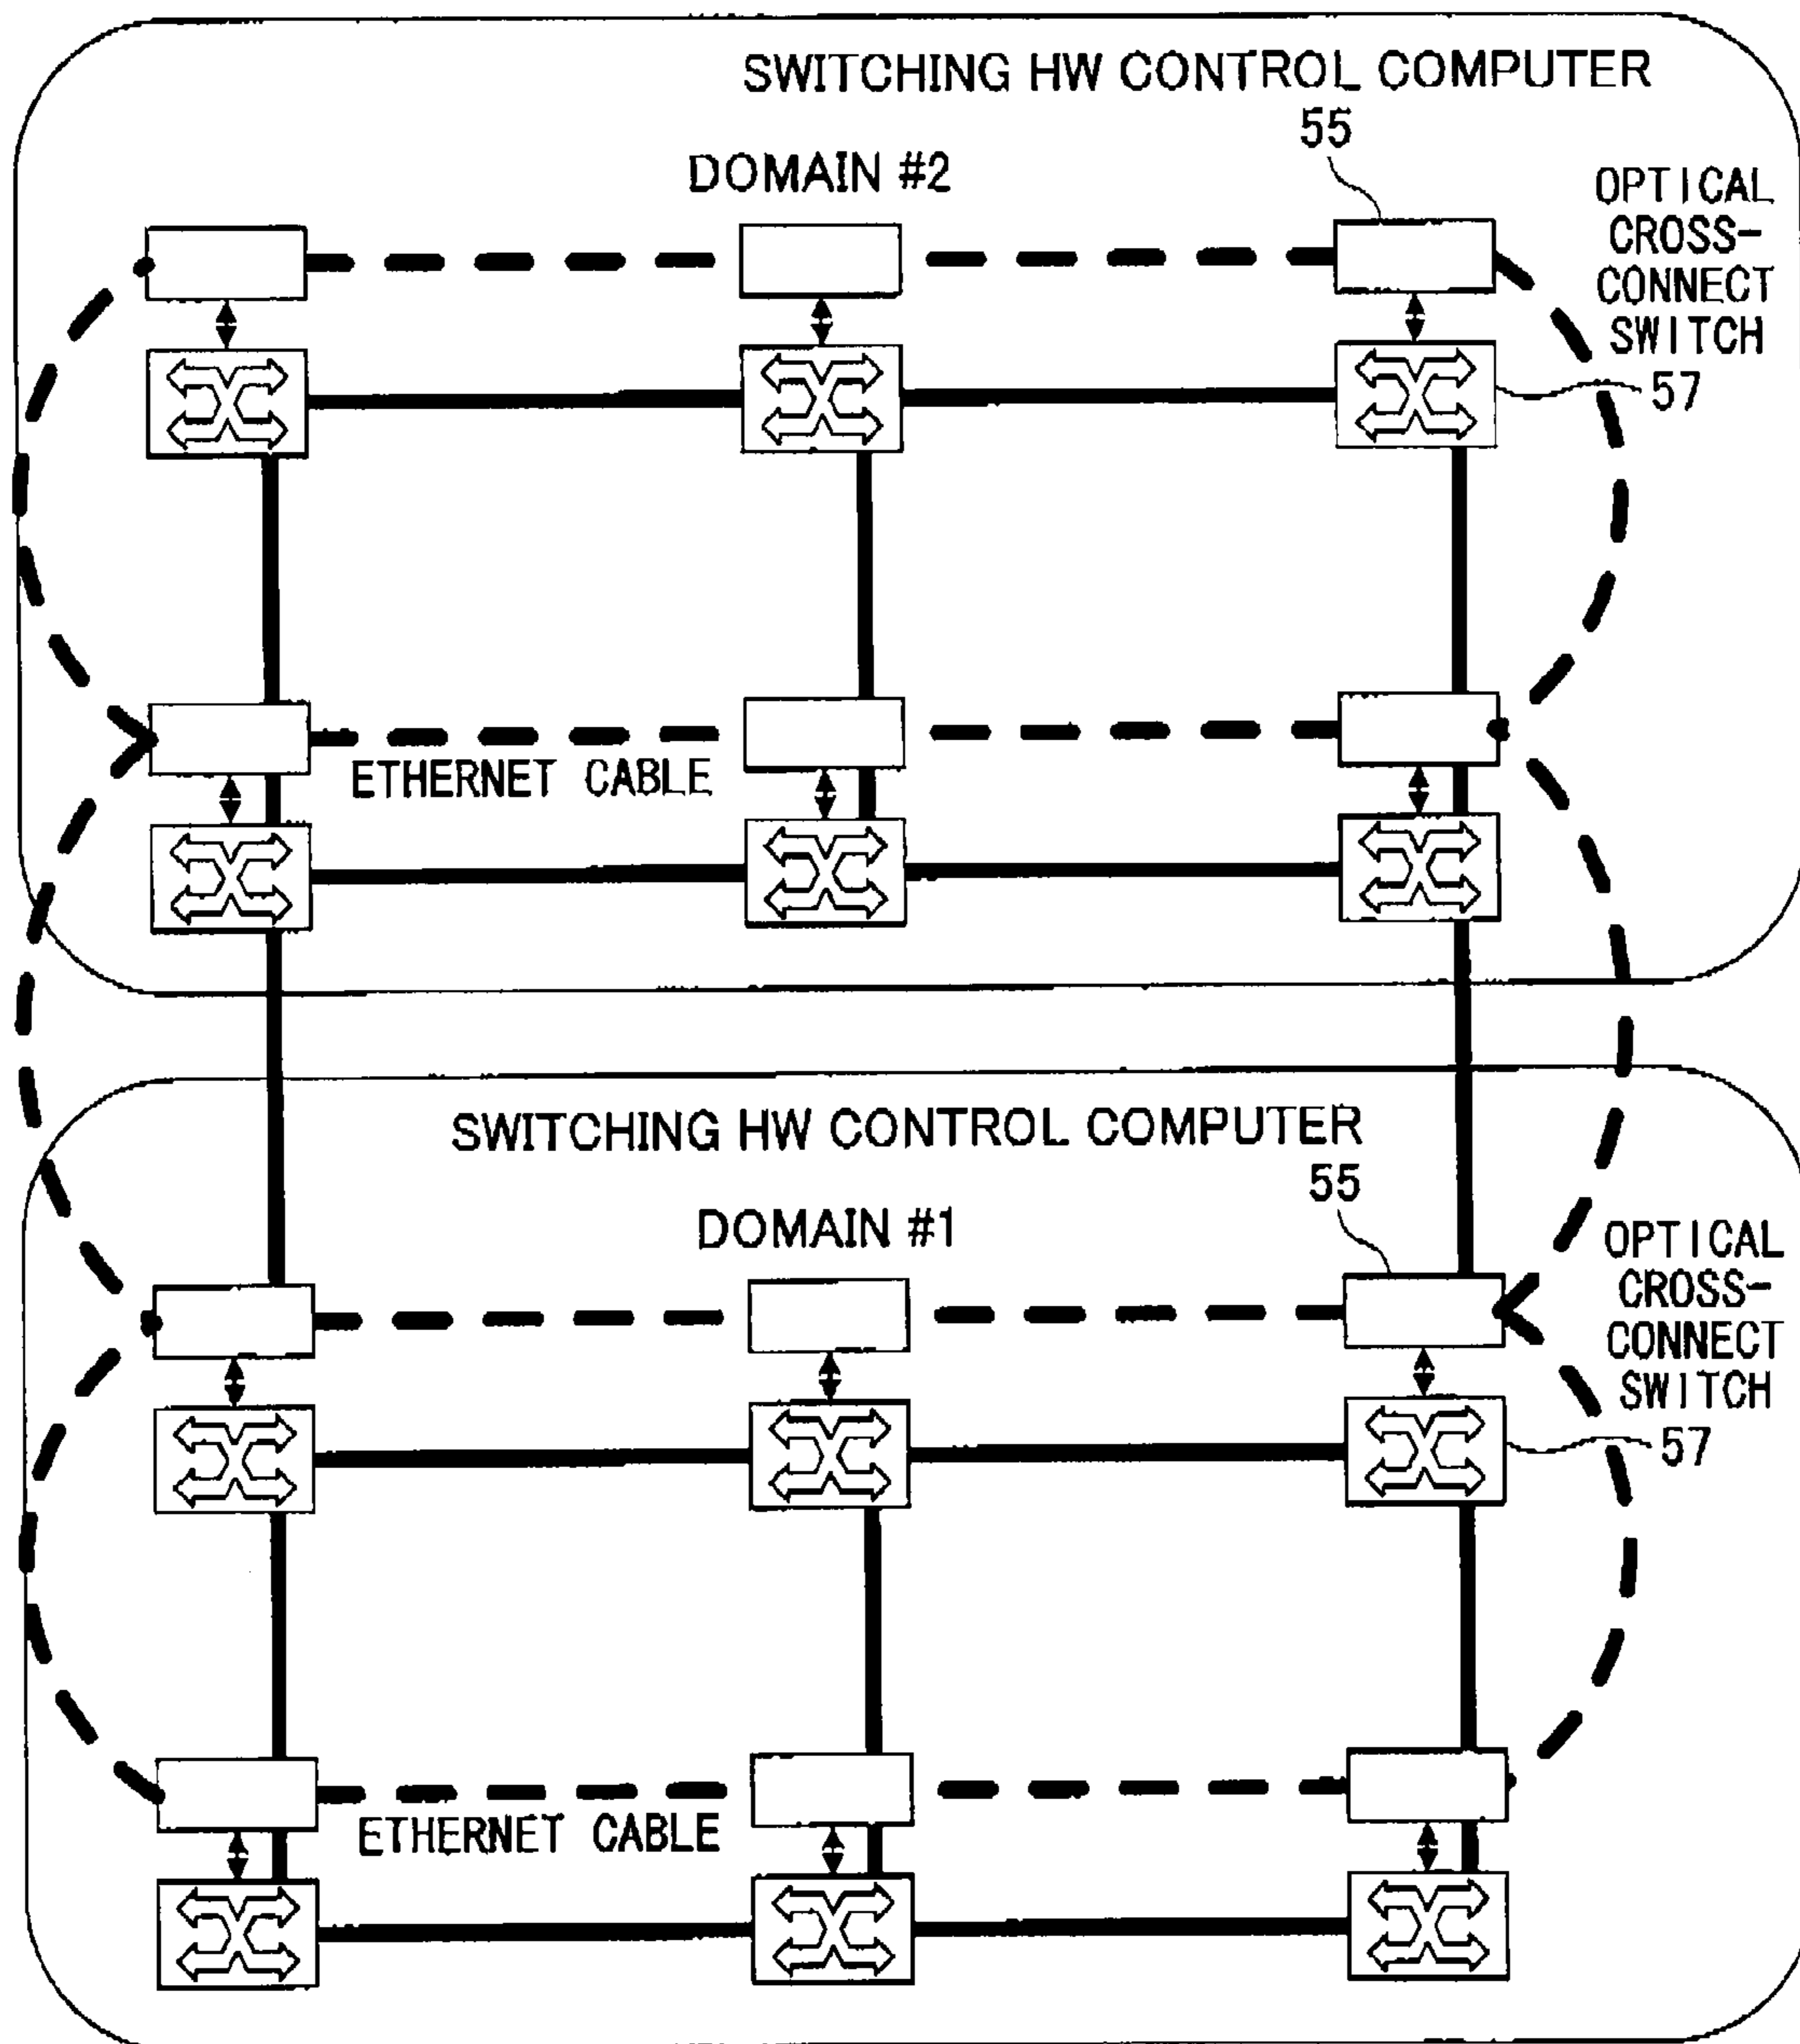 SWITCHING HW CONTROL COMPUTER
55
DOMAIN #2
OPTICAL
CROSS-
CONNECT
SWITCH
57
ETHERNET CABLE
SWITCHING HW CONTROL COMPUTER
55
DOMAIN #1
OPTICAL
CROSS-
CONNECT
SWITCH
57
ETHERNET CABLE